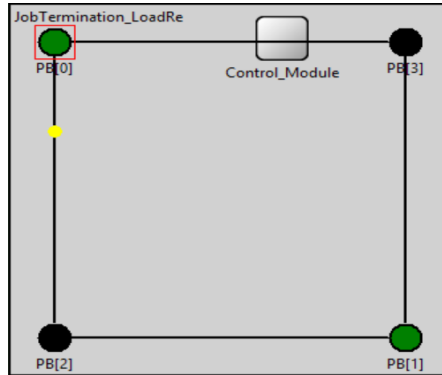 JobTermination_LoadRe
PB[0]
Control_Module
PB[3]
PB[2]
PB[1]